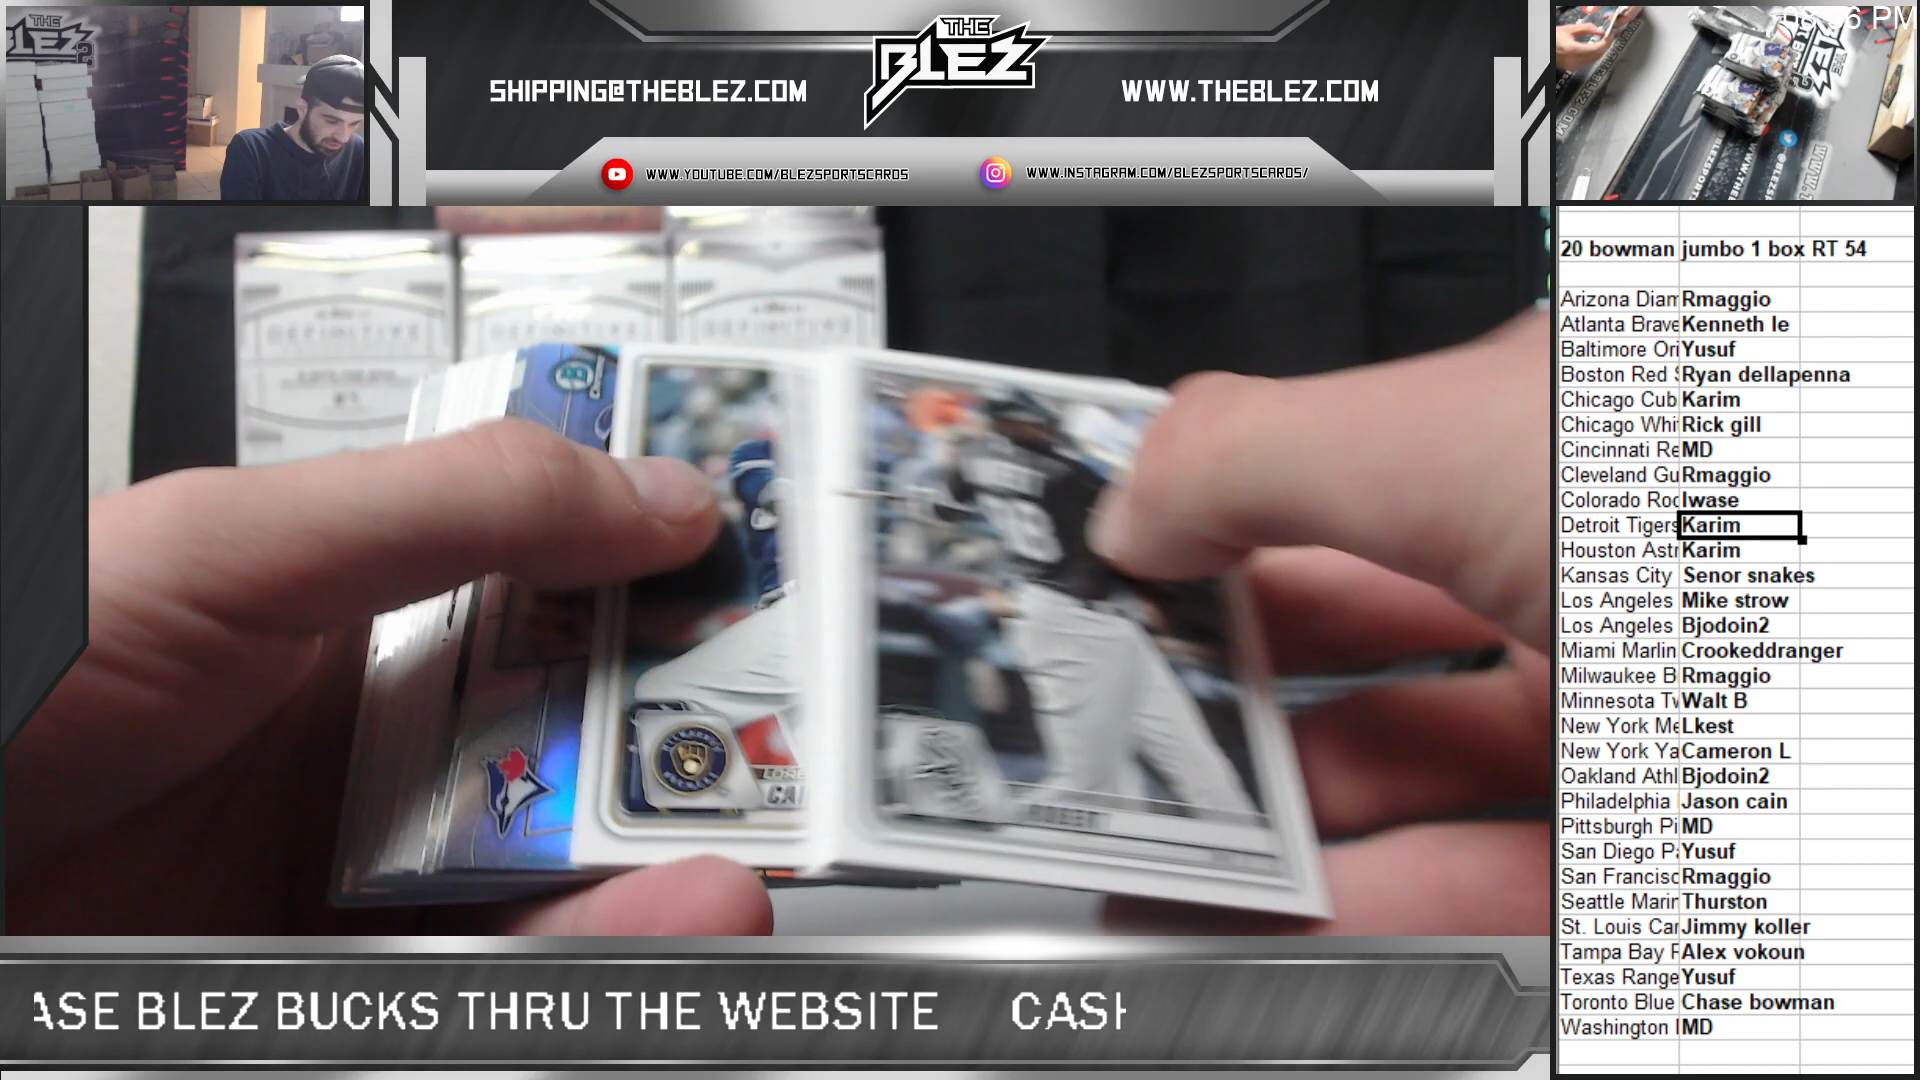 THE
BLEZ
SHIPPING@THEBLEZ.COM
WWW.THEBLEZ.COM
WWW.YOUTUBE.COM/BLEZSPORTSCARDS
WWW.INSTAGRAM.COM/BLEZSPORTSCARDS/
PM
20 bowman jumbo 1 box RT 54
Arizona Diam Rmaggio
Atlanta Brave Kenneth le
Baltimore Ori Yusuf
Boston Red Ryan dellapenna
Chicago Cub Karim
Chicago Whi Rick gill
Cincinnati Re MD
Cleveland Gu Rmaggio
Colorado Roc Iwase
Detroit Tigers Karim
Houston Astr Karim
Kansas City Senor snakes
Los Angeles Mike strow
Los Angeles Bjodoin2
Miami Marlin Crookeddranger
Milwaukee B Rmaggio
Minnesota Tw Walt B
New York Me Lkest
New York Ya Cameron L
Oakland Athl Bjodoin2
Philadelphia Jason cain
Pittsburgh Pi MD
San Diego Pa Yusuf
San Francisc Rmaggio
Seattle Marin Thurston
St. Louis Car Jimmy koller
Tampa Bay Alex vokoun
Texas Range Yusuf
Toronto Blue Chase bowman
Washington MD
DEFINITIVE
CAI
ASE BLEZ BUCKS THRU THE WEBSITE CASH